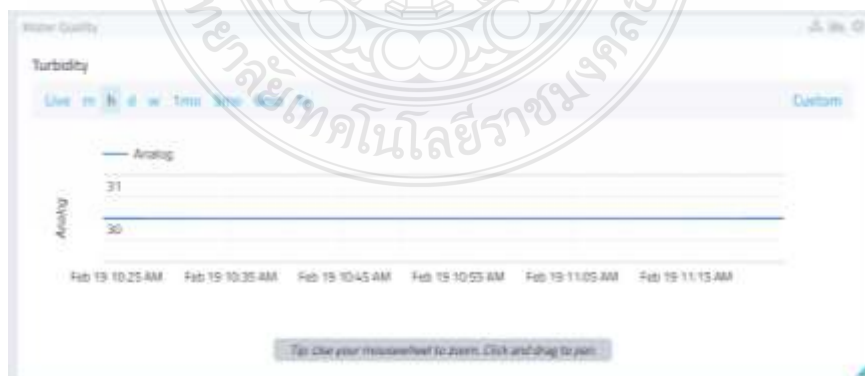 Water Quality
Turbidity
Live m h d w 1mo 3mo 6mo 1y Custom
Analog
31
Analog
30
Feb 19 10:25 AM Feb 19 10:35 AM Feb 19 10:45 AM Feb 19 10:55 AM Feb 19 11:05 AM Feb 19 11:15 AM
Tip: Use your mousewheel to zoom. Click and drag to pan.